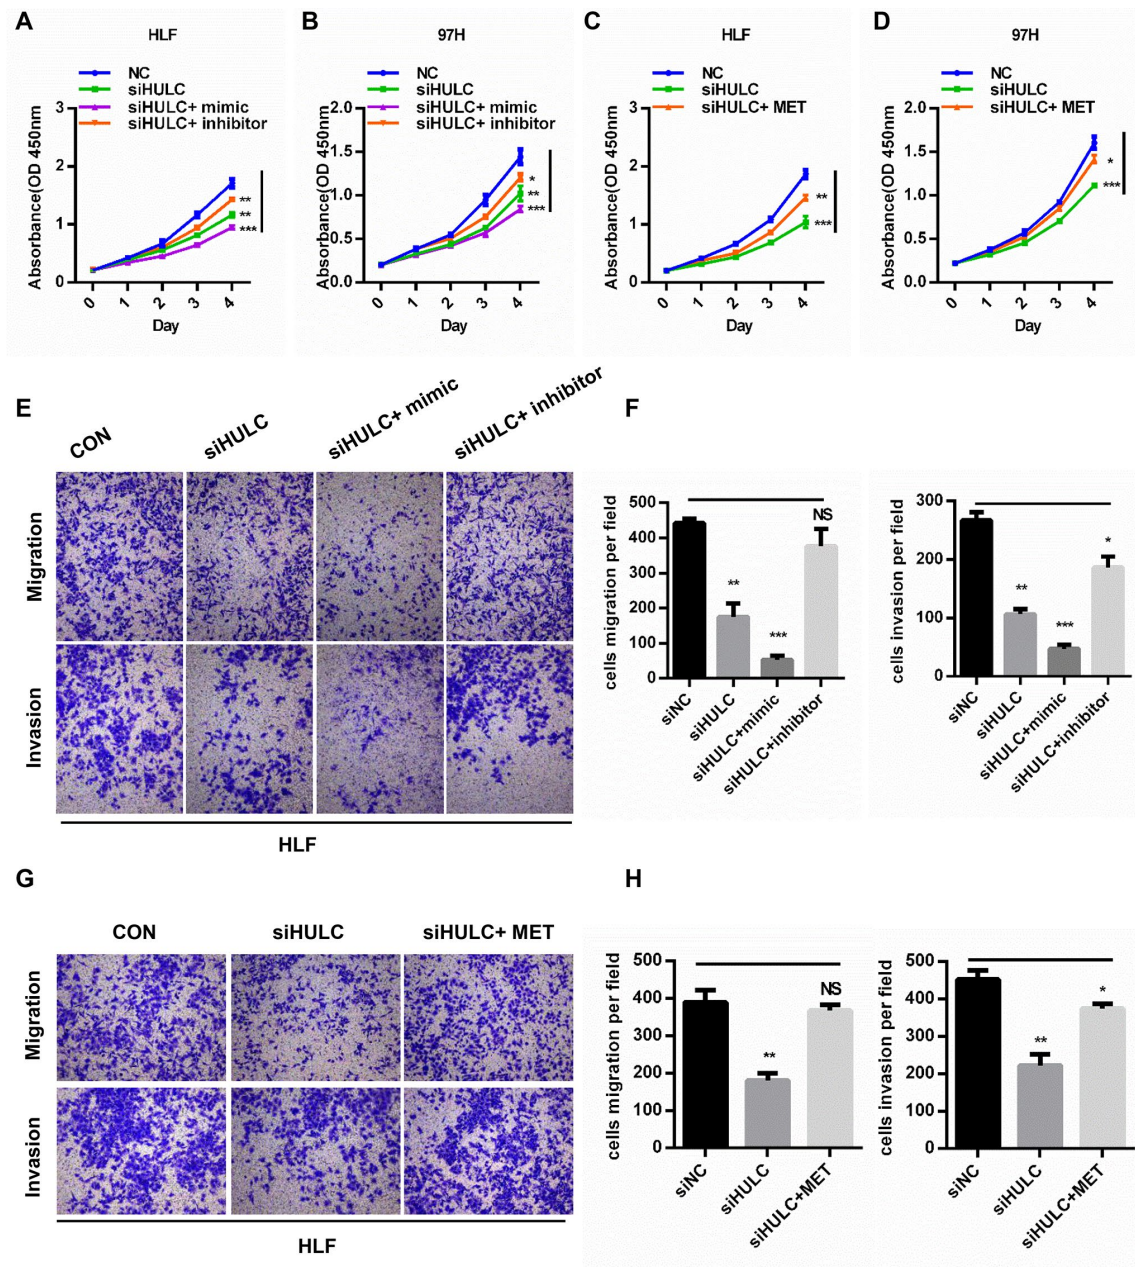 A
HLF
NC
siHULC
siHULC+ mimic
siHULC+ inhibitor
Absorbance(OD 450nm
3
2
1
0
0 1 2 3 4
Day
**
**
***
B
97H
NC
siHULC
siHULC+ mimic
siHULC+ inhibitor
Absorbance(OD 450nm
2.0
1.5
1.0
0.5
0.0
0 1 2 3 4
Day
*
**
***
C
HLF
NC
siHULC
siHULC+ MET
Absorbance(OD 450nm
3
2
1
0
0 1 2 3 4
Day
**
***
D
97H
NC
siHULC
siHULC+ MET
Absorbance(OD 450nm
2.0
1.5
1.0
0.5
0.0
0 1 2 3 4
Day
*
***
E
CON
siHULC
siHULC+ mimic
siHULC+ inhibitor
Migration
Invasion
HLF
F
cells migration per field
500
400
300
200
100
0
**
***
NS
siNC
siHULC
siHULC+mimic
siHULC+inhibitor
cells invasion per field
300
200
100
0
**
***
*
siNC
siHULC
siHULC+mimic
siHULC+inhibitor
G
CON
siHULC
siHULC+ MET
Migration
Invasion
HLF
H
cells migration per field
500
400
300
200
100
0
**
NS
siNC
siHULC
siHULC+MET
cells invasion per field
500
400
300
200
100
0
**
*
siNC
siHULC
siHULC+MET